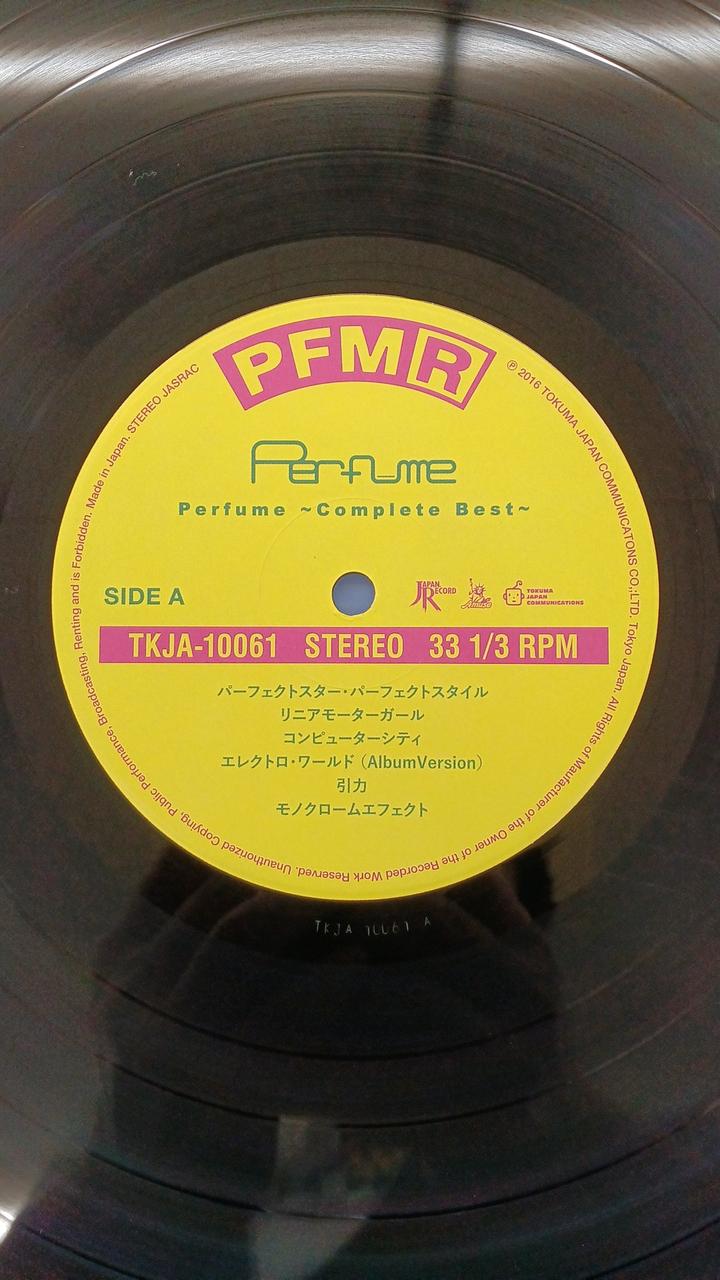 PFMR
Perfume
Perfume ~Complete Best~
SIDE A
JAPAN RECORD
Amuse
TOKUMA
JAPAN
COMMUNICATIONS
TKJA-10061 STEREO 33 1/3 RPM
パーフェクトスター・パーフェクトスタイル
リニアモーターガール
コンピューターシティ
エレクトロ・ワールド（AlbumVersion）
引力
モノクロームエフェクト
Ⓟ 2016 TOKUMA JAPAN COMMUNICATONS CO.,LTD. Tokyo Japan. All Rights of Maufacturer of the Owner of the Recorded Work Reserved. Unauthorized Copying, Public Performance, Broadcasting, Renting and is Forbidden. Made in Japan. STEREO JASRAC
TKJA 10061 A